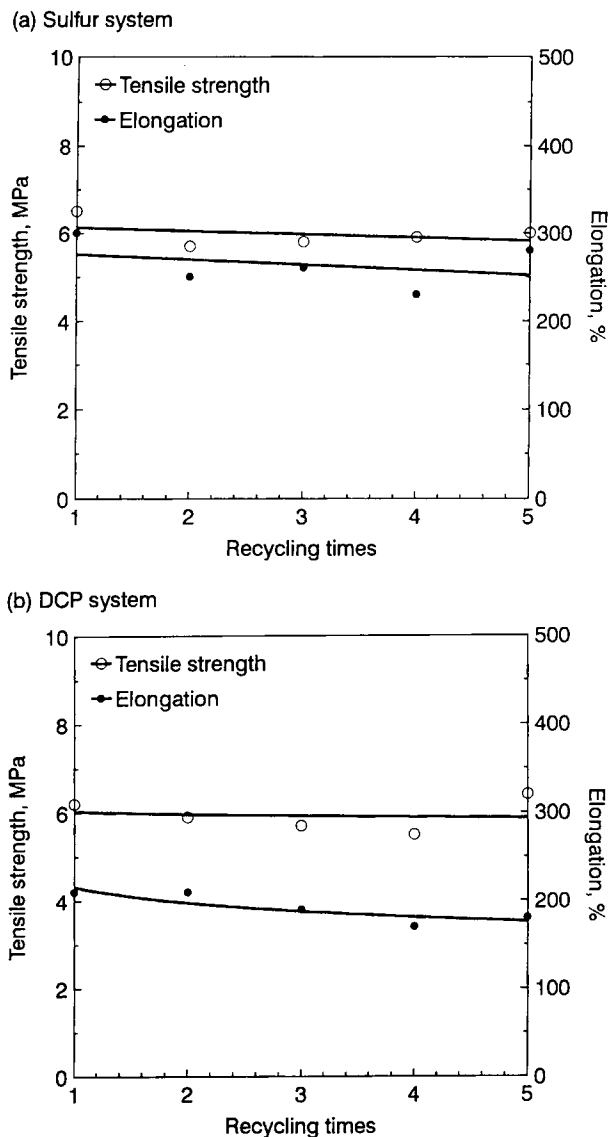 (a) Sulfur system
10
8
6
4
2
0
Tensile strength, MPa
Tensile strength
Elongation
500
400
300
200
100
0
Elongation, %
1 2 3 4 5
Recycling times
(b) DCP system
10
8
6
4
2
0
Tensile strength, MPa
Tensile strength
Elongation
500
400
300
200
100
0
Elongation, %
1 2 3 4 5
Recycling times